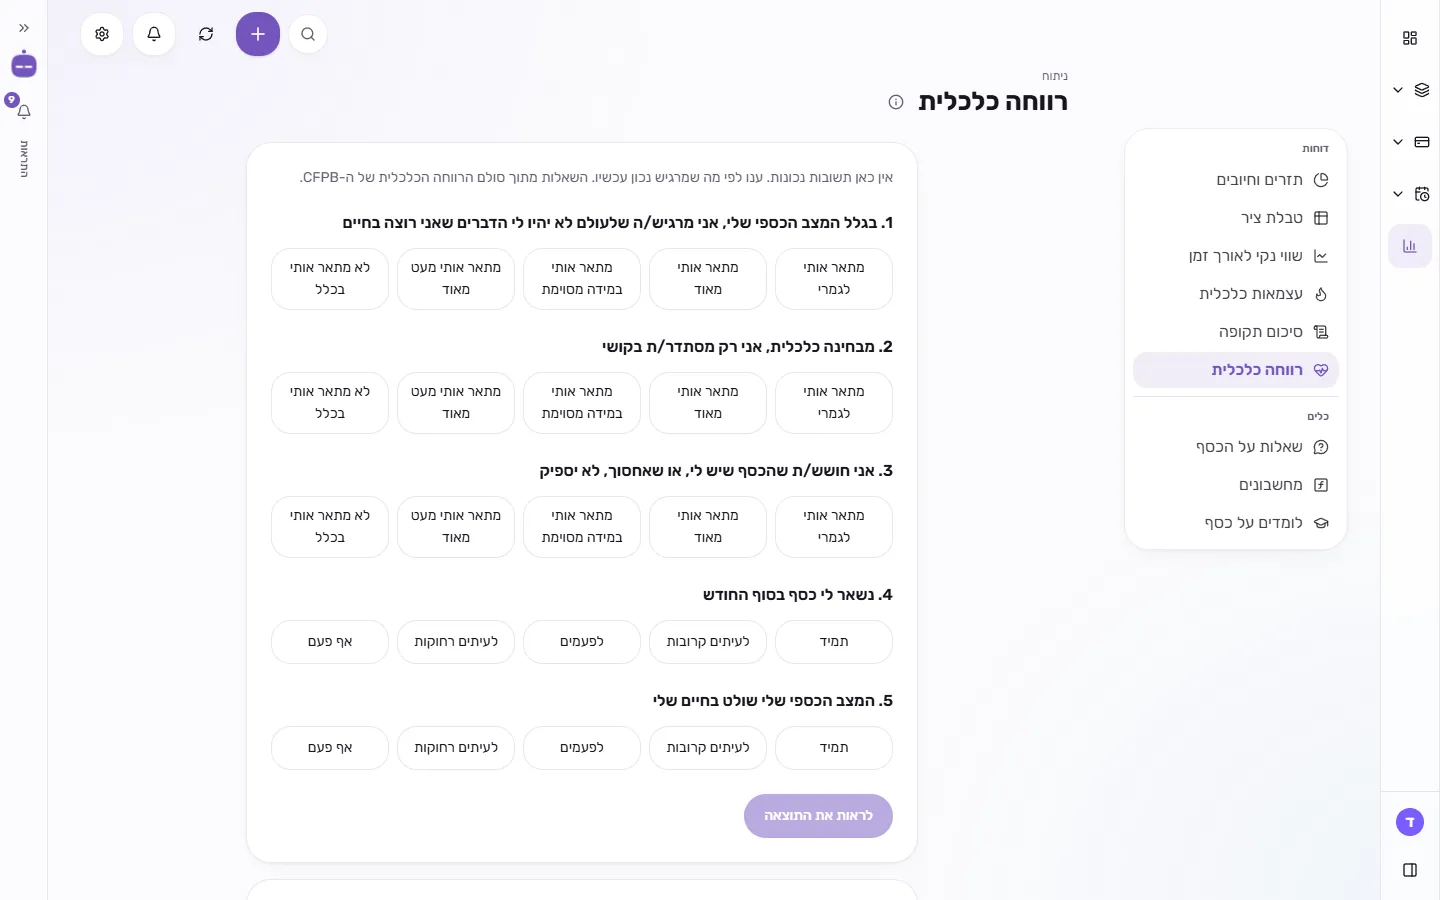 ניתוח
רווחה כלכלית
דוחות
תזרים וחיובים
טבלת ציר
שווי נקי לאורך זמן
עצמאות כלכלית
סיכום תקופה
רווחה כלכלית
כלים
שאלות על הכסף
מחשבונים
לומדים על כסף
אין כאן תשובות נכונות. ענו לפי מה שמרגיש נכון עכשיו. השאלות מתוך סולם הרווחה הכלכלית של ה-CFPB.
1. בגלל המצב הכספי שלי, אני מרגיש/ה שלעולם לא יהיו לי הדברים שאני רוצה בחיים
מתאר אותי לגמרי
מתאר אותי מאוד
מתאר אותי במידה מסוימת
מתאר אותי מעט מאוד
לא מתאר אותי בכלל
2. מבחינה כלכלית, אני רק מסתדר/ת בקושי
מתאר אותי לגמרי
מתאר אותי מאוד
מתאר אותי במידה מסוימת
מתאר אותי מעט מאוד
לא מתאר אותי בכלל
3. אני חושש/ת שהכסף שיש לי, או שאחסוך, לא יספיק
מתאר אותי לגמרי
מתאר אותי מאוד
מתאר אותי במידה מסוימת
מתאר אותי מעט מאוד
לא מתאר אותי בכלל
4. נשאר לי כסף בסוף החודש
תמיד
לעיתים קרובות
לפעמים
לעיתים רחוקות
אף פעם
5. המצב הכספי שלי שולט בחיים שלי
תמיד
לעיתים קרובות
לפעמים
לעיתים רחוקות
אף פעם
לראות את התוצאה
9
התראות
ד